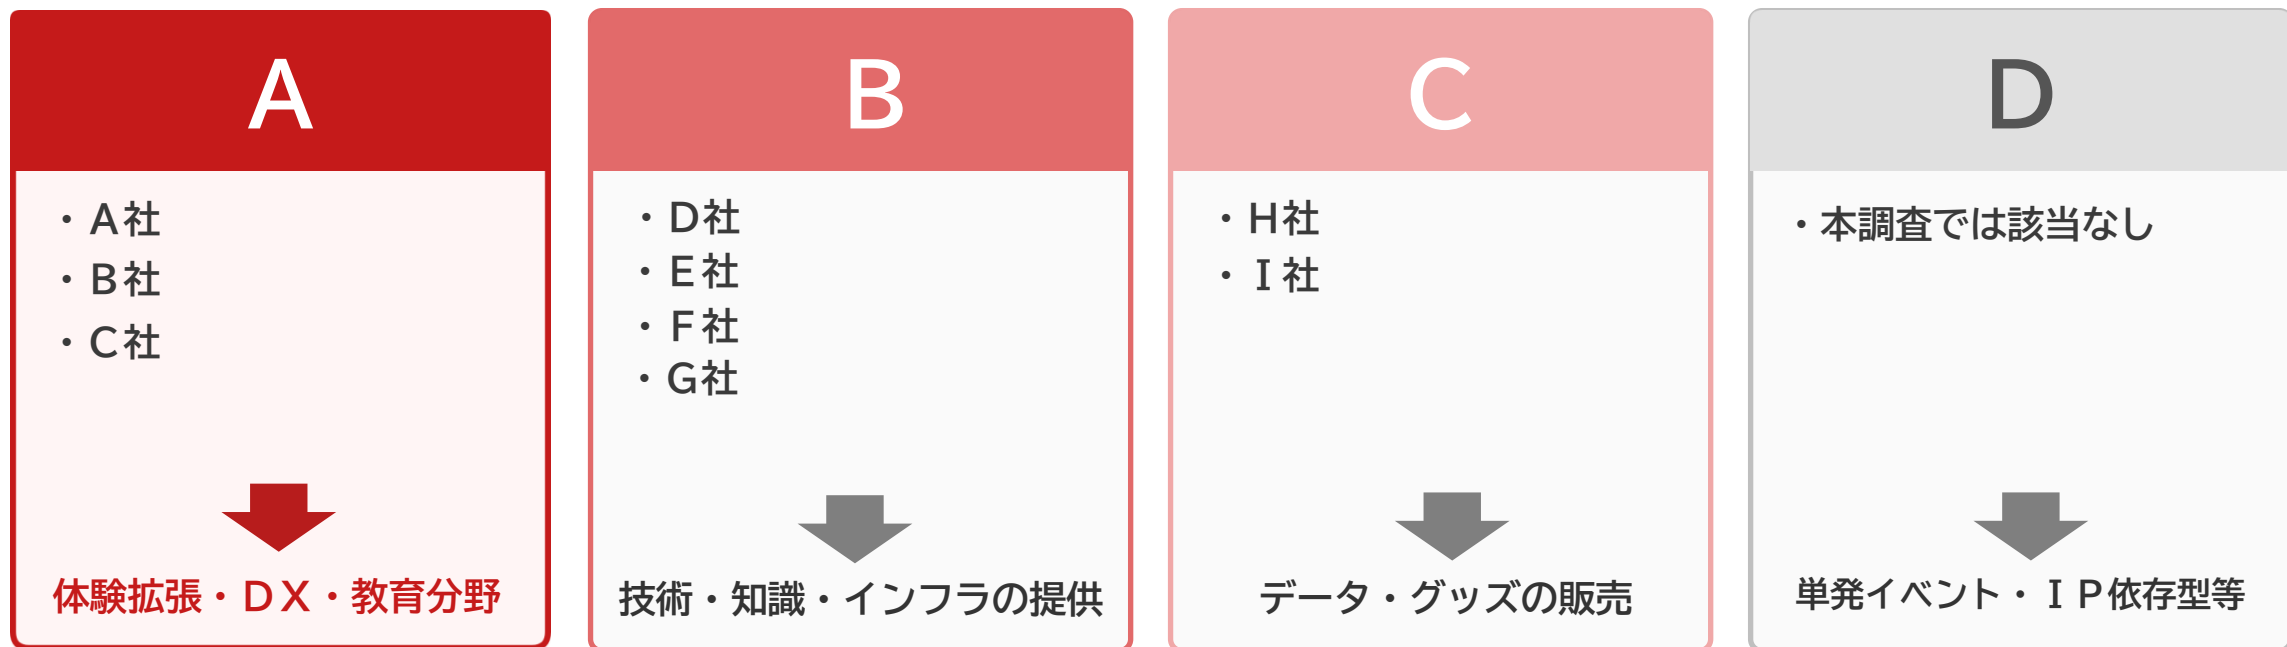 A
・A社
・B社
・C社
体験拡張・DX・教育分野
B
・D社
・E社
・F社
・G社
技術・知識・インフラの提供
C
・H社
・I社
データ・グッズの販売
D
・本調査では該当なし
単発イベント・IP依存型等